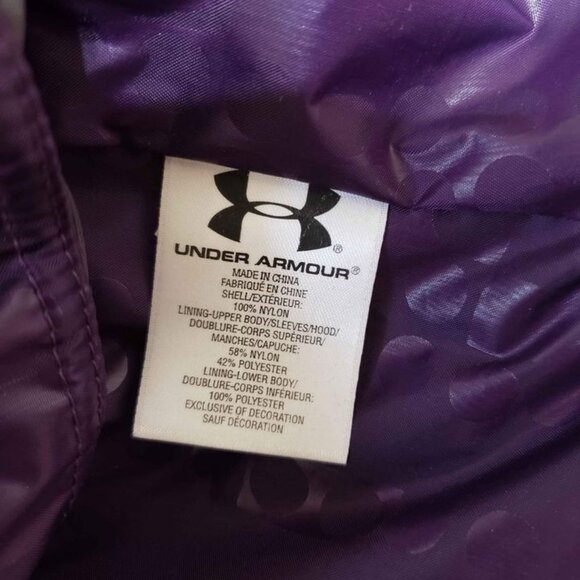 UNDER ARMOUR®
MADE IN CHINA
FABRIQUÉ EN CHINE
SHELL/EXTÉRIEUR:
100% NYLON
LINING-UPPER BODY/SLEEVES/HOOD/
DOUBLURE-CORPS SUPÉRIEUR/
MANCHES/CAPUCHE:
58% NYLON
42% POLYESTER
LINING-LOWER BODY/
DOUBLURE-CORPS INFÉRIEUR:
100% POLYESTER
EXCLUSIVE OF DECORATION
SAUF DÉCORATION